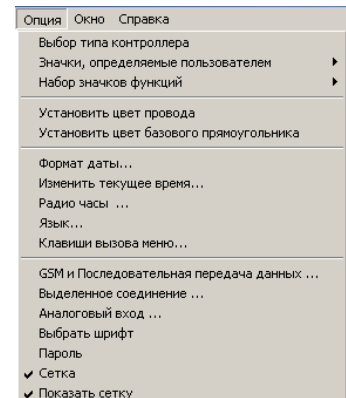 Опция Окно Справка
Выбор типа контроллера
Значки, определяемые пользователем
Набор значков функций
Установить цвет провода
Установить цвет базового прямоугольника
Формат даты...
Изменить текущее время...
Радио часы ...
Язык...
Клавиши вызова меню...
GSM и Последовательная передача данных ...
Выделенное соединение ...
Аналоговый вход ...
Выбрать шрифт
Пароль
Сетка
Показать сетку